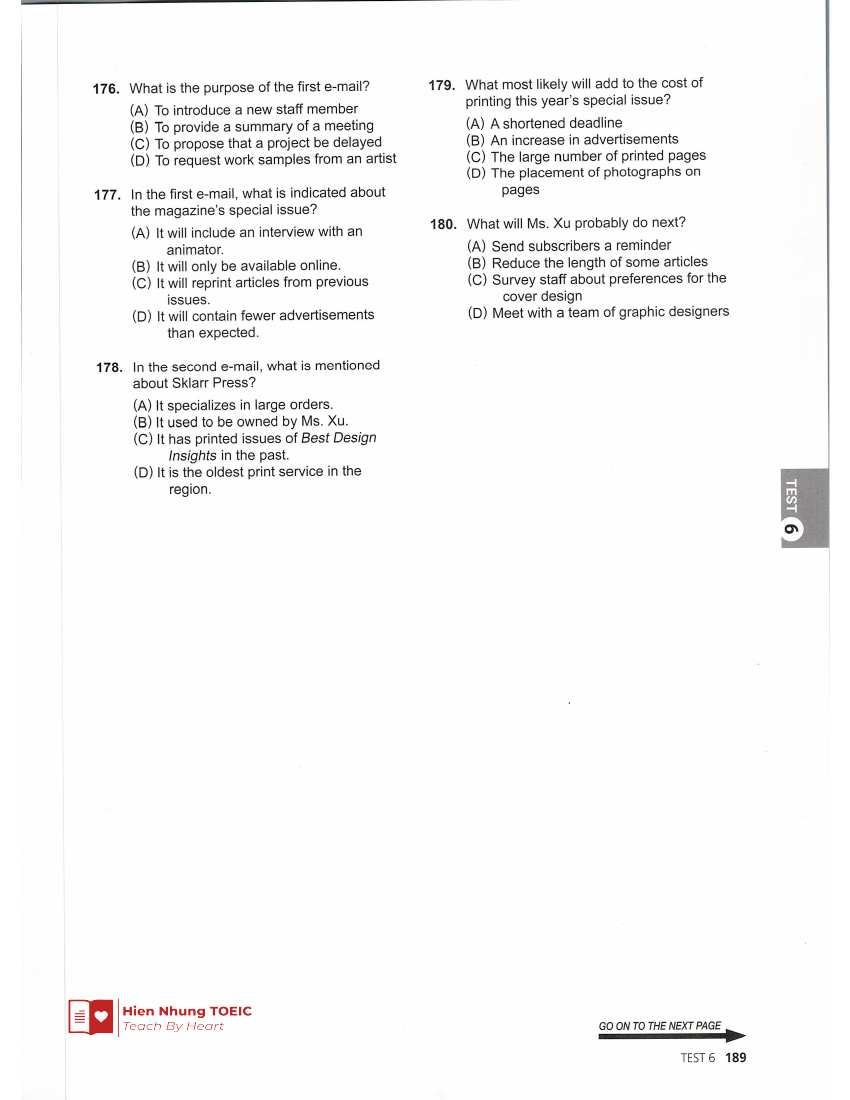 176. What is the purpose of the first e-mail?
(A) To introduce a new staff member
(B) To provide a summary of a meeting
(C) To propose that a project be delayed
(D) To request work samples from an artist
177. In the first e-mail, what is indicated about
the magazine's special issue?
(A) It will include an interview with an
animator.
(B) It will only be available online.
(C) It will reprint articles from previous
issues.
(D) It will contain fewer advertisements
than expected.
178. In the second e-mail, what is mentioned
about Sklarr Press?
(A) It specializes in large orders.
(B) It used to be owned by Ms. Xu.
(C) It has printed issues of Best Design
Insights in the past.
(D) It is the oldest print service in the
region.
179. What most likely will add to the cost of
printing this year's special issue?
(A) A shortened deadline
(B) An increase in advertisements
(C) The large number of printed pages
(D) The placement of photographs on
pages
180. What will Ms. Xu probably do next?
(A) Send subscribers a reminder
(B) Reduce the length of some articles
(C) Survey staff about preferences for the
cover design
(D) Meet with a team of graphic designers
TEST 6
Hien Nhung TOEIC
Teach By Heart
GO ON TO THE NEXT PAGE
TEST 6 189